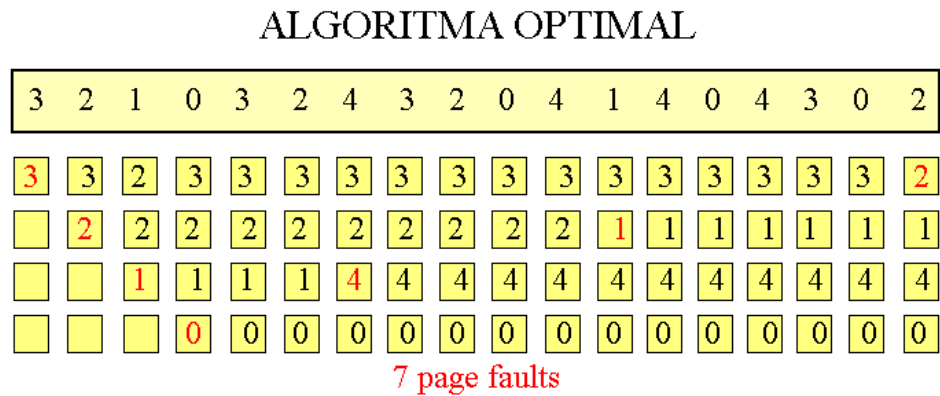 ALGORITMA OPTIMAL
3 2 1 0 3 2 4 3 2 0 4 1 4 0 4 3 0 2
3 3 2 3 3 3 3 3 3 3 3 3 3 3 3 3 3 2
2 2 2 2 2 2 2 2 2 2 1 1 1 1 1 1 1
1 1 1 1 4 4 4 4 4 4 4 4 4 4 4 4
0 0 0 0 0 0 0 0 0 0 0 0 0 0 0
7 page faults